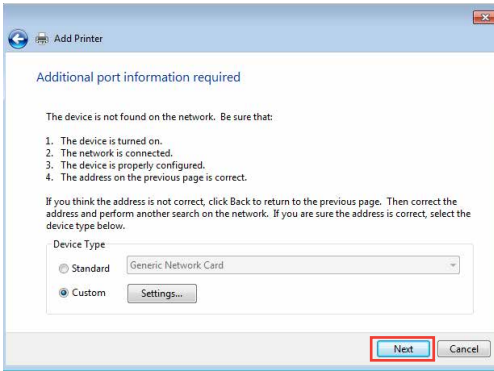 Add Printer
Additional port information required
The device is not found on the network. Be sure that:
1. The device is turned on.
2. The network is connected.
3. The device is properly configured.
4. The address on the previous page is correct.
If you think the address is not correct, click Back to return to the previous page. Then correct the
address and perform another search on the network. If you are sure the address is correct, select the
device type below.
Device Type
Standard Generic Network Card
Custom Settings...
Next Cancel